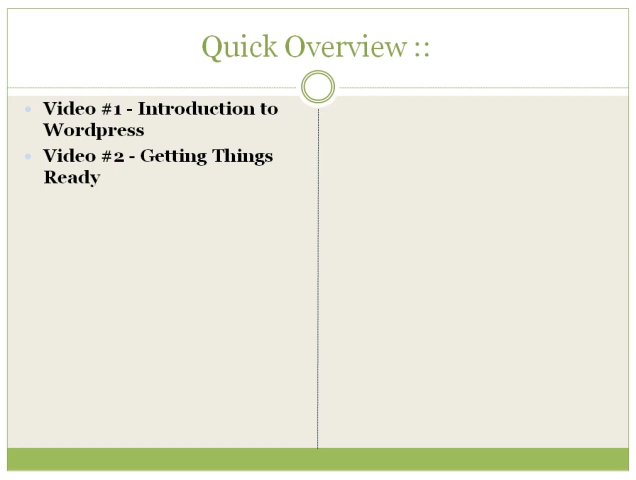 Quick Overview ::
Video #1 - Introduction to
Wordpress
Video #2 - Getting Things
Ready